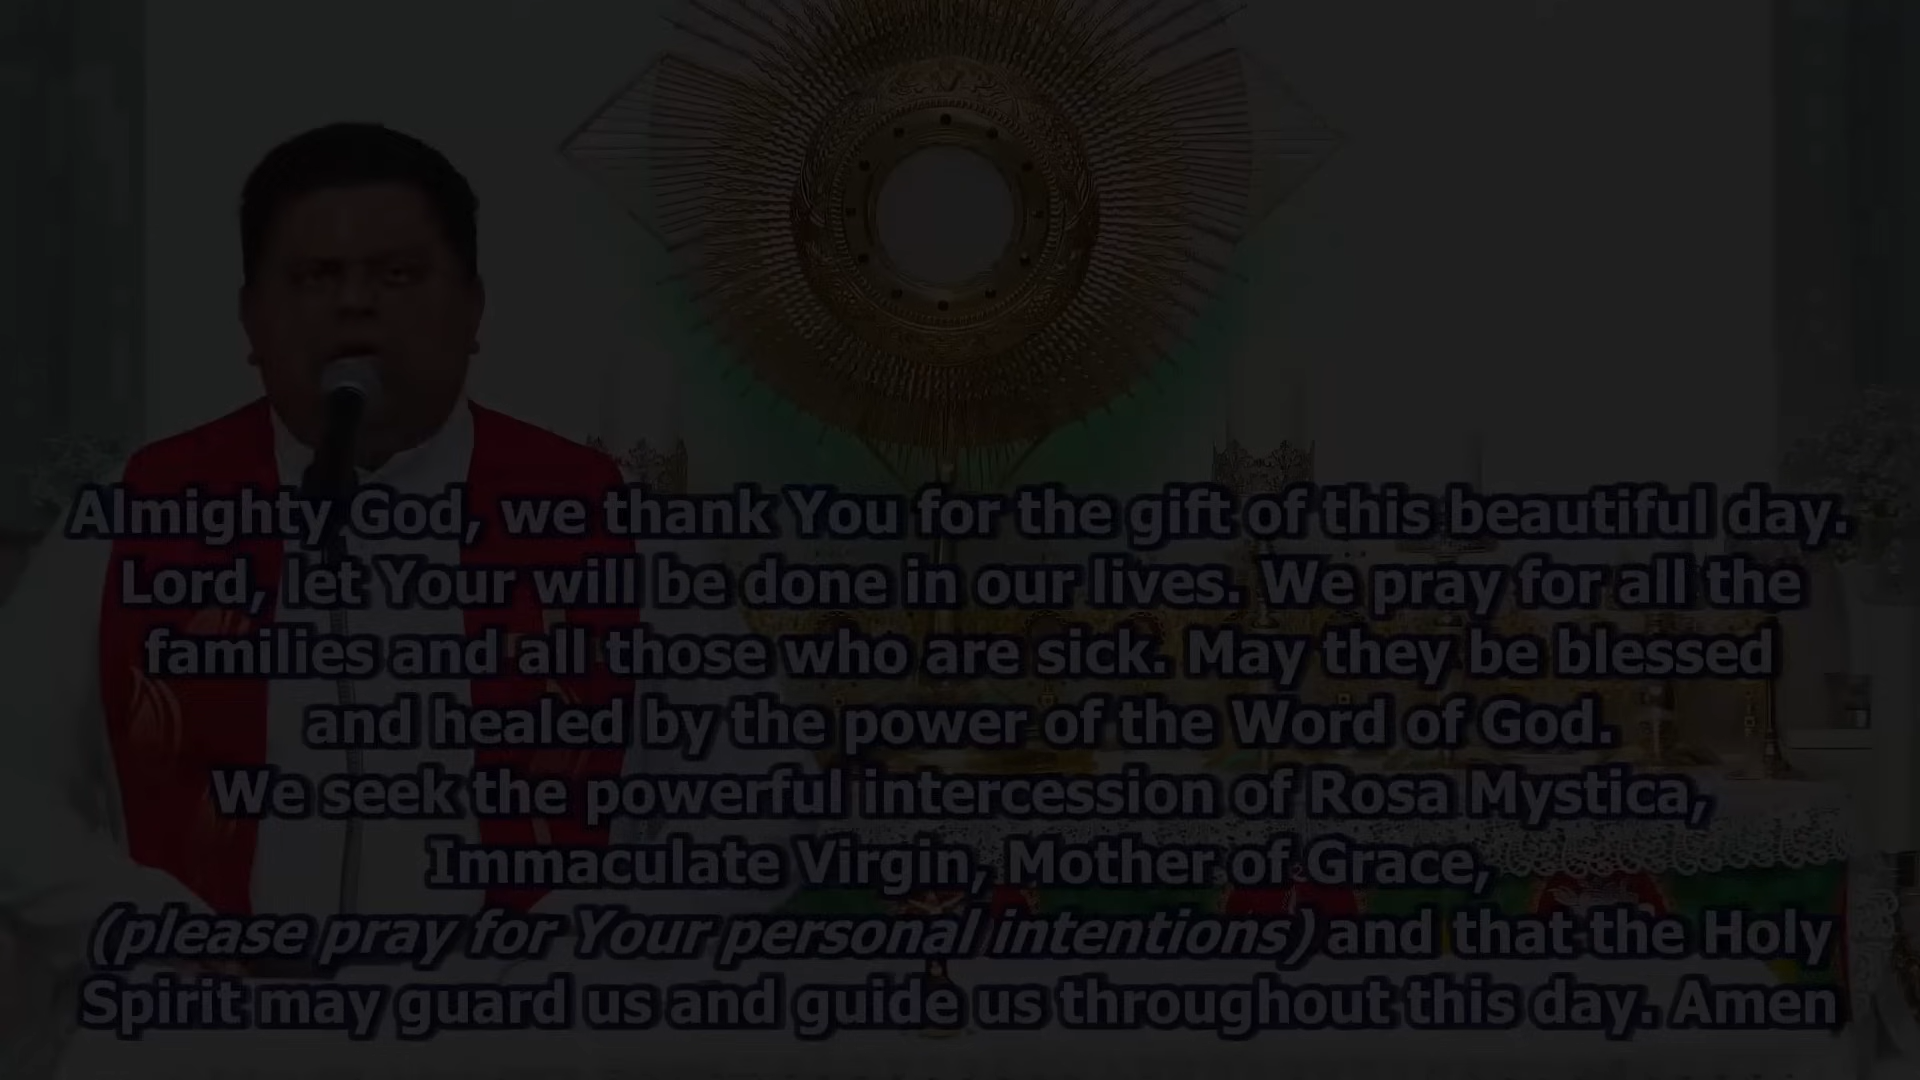 Almighty God, we thank You for the gift of this beautiful day.
Lord, let Your will be done in our lives. We pray for all the
families and all those who are sick. May they be blessed
and healed by the power of the Word of God.
We seek the powerful intercession of Rosa Mystica,
Immaculate Virgin, Mother of Grace,
(please pray for Your personal intentions) and that the Holy
Spirit may guard us and guide us throughout this day. Amen